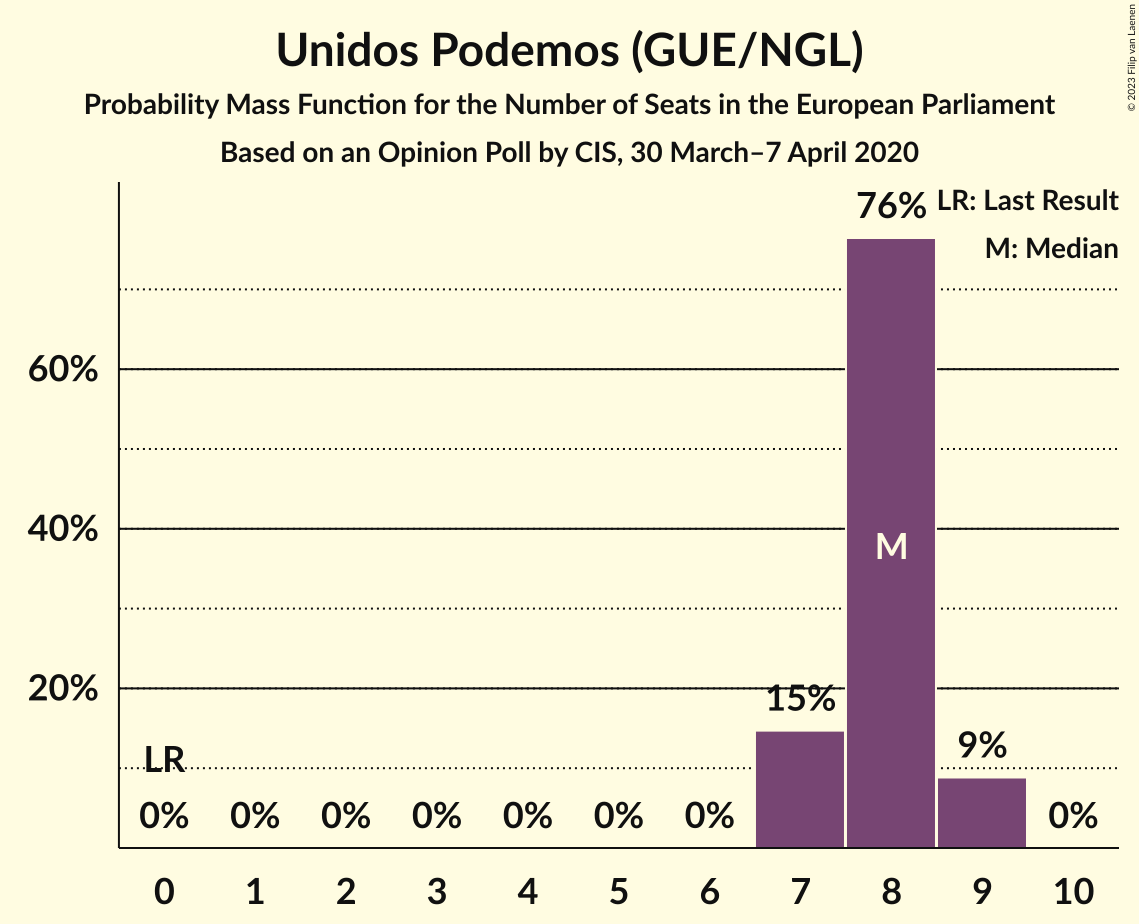 Unidos Podemos (GUE/NGL)
Probability Mass Function for the Number of Seats in the European Parliament
Based on an Opinion Poll by CIS, 30 March–7 April 2020
© 2023 Filip van Laenen
76% LR: Last Result
M: Median
60%
40%
M
20%
15%
LR
9%
0% 0% 0% 0% 0% 0% 0% 0%
0 1 2 3 4 5 6 7 8 9 10